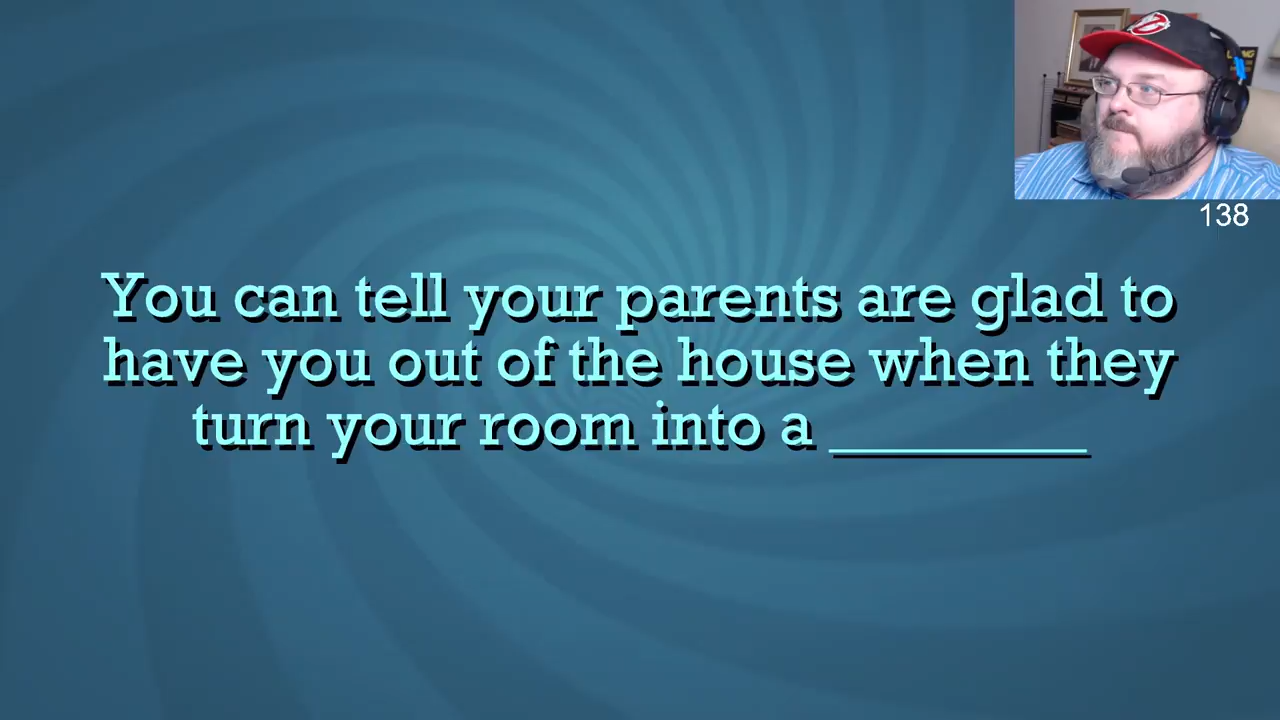 138
You can tell your parents are glad to
have you out of the house when they
turn your room into a _________